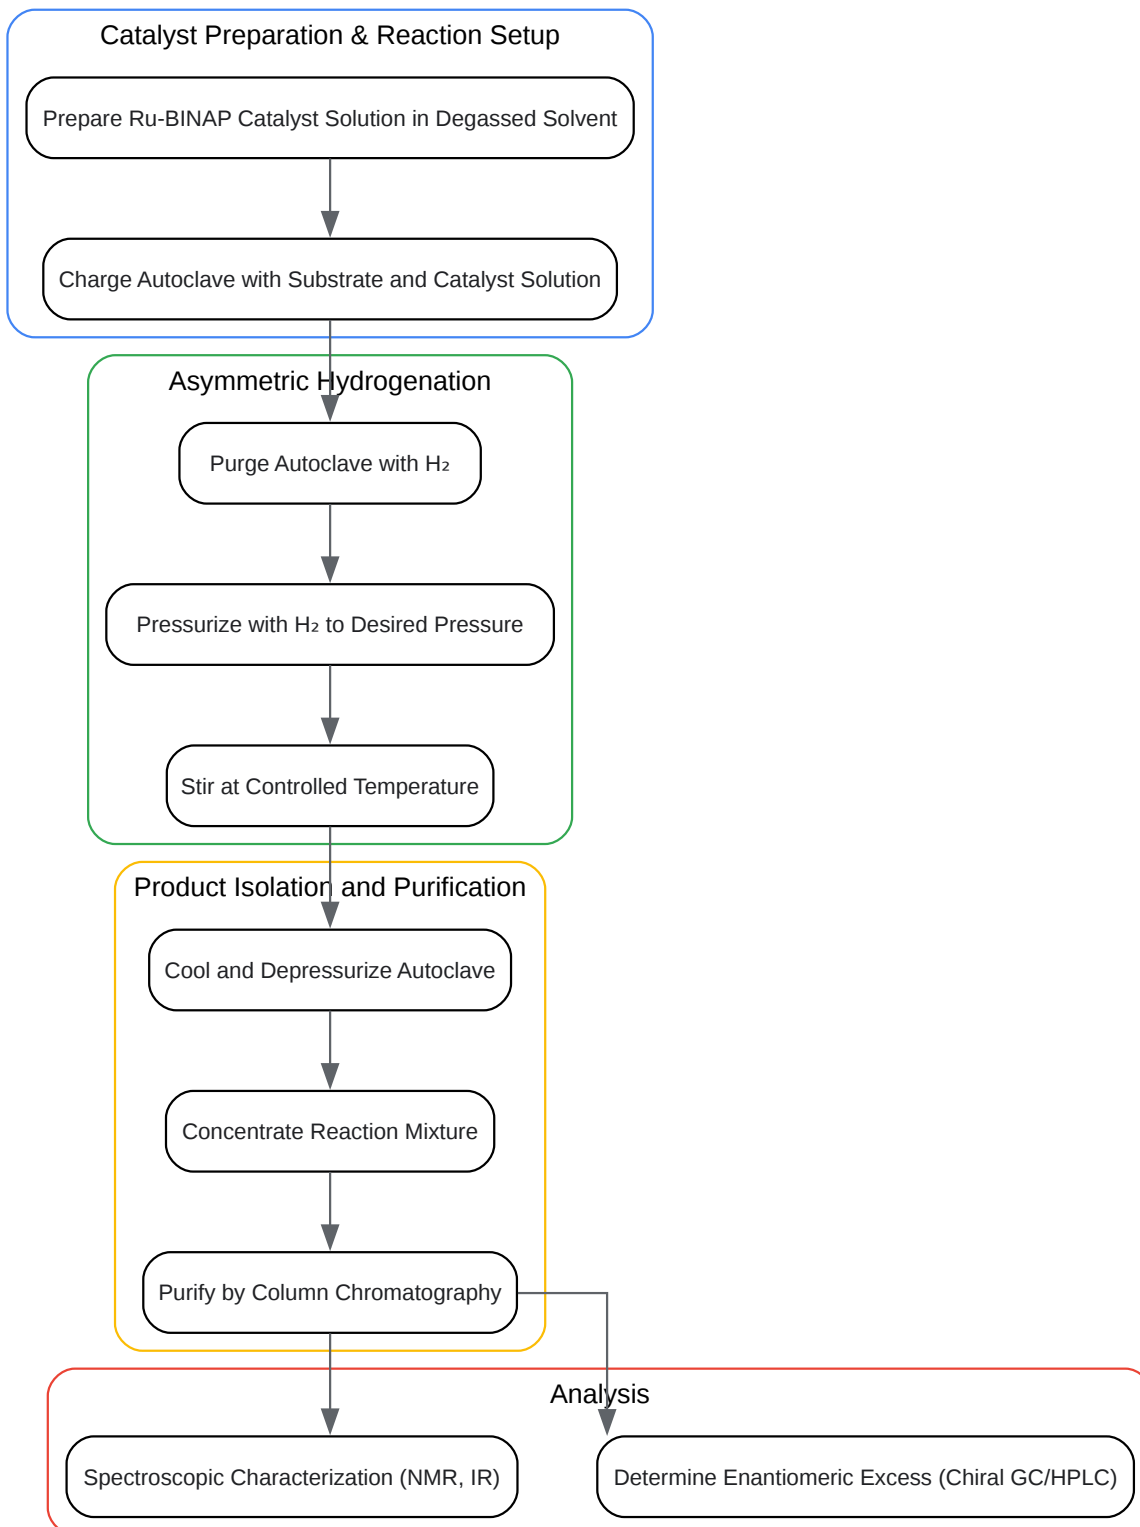 Catalyst Preparation & Reaction Setup
Prepare Ru-BINAP Catalyst Solution in Degassed Solvent
Charge Autoclave with Substrate and Catalyst Solution
Asymmetric Hydrogenation
Purge Autoclave with H₂
Pressurize with H₂ to Desired Pressure
Stir at Controlled Temperature
Product Isolation and Purification
Cool and Depressurize Autoclave
Concentrate Reaction Mixture
Purify by Column Chromatography
Analysis
Spectroscopic Characterization (NMR, IR)
Determine Enantiomeric Excess (Chiral GC/HPLC)